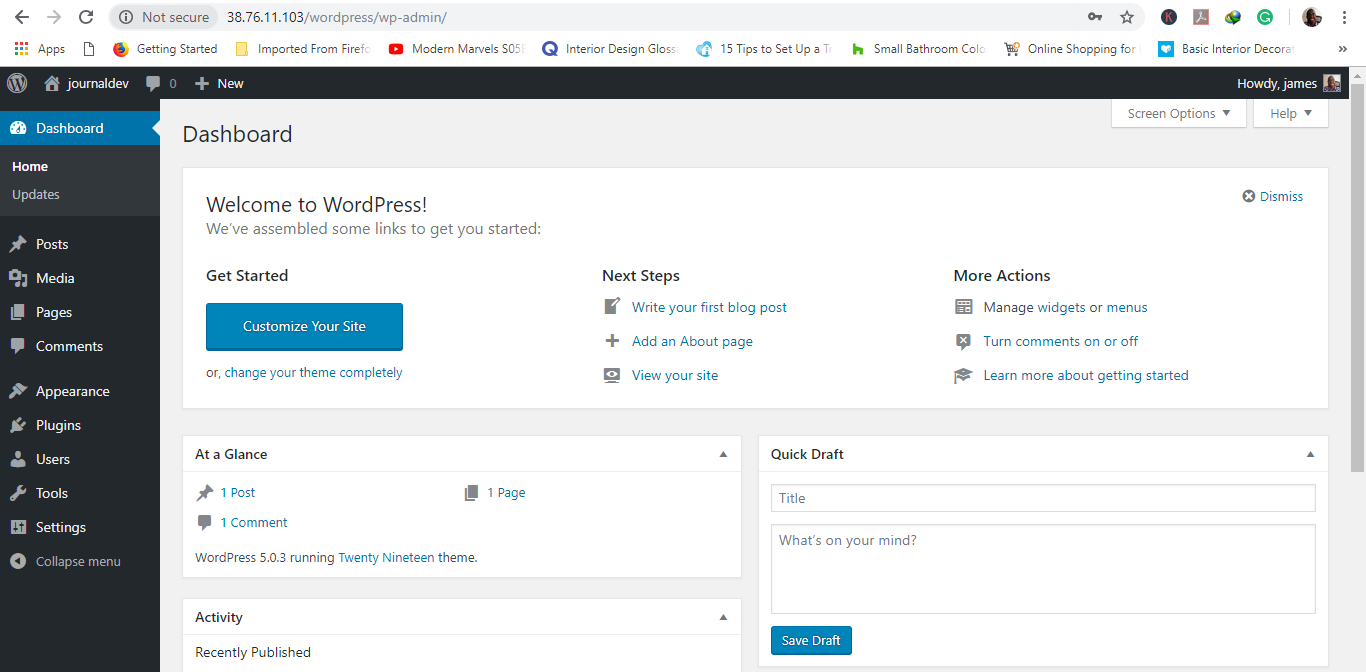 Not secure 38.76.11.103/wordpress/wp-admin/
Apps Getting Started Imported From Firefo Modern Marvels S05E Interior Design Gloss 15 Tips to Set Up a Tr Small Bathroom Colo Online Shopping for Basic Interior Decorat »
journaldev 0 New Howdy, james
Screen Options Help
Dashboard
Home
Updates
Posts
Media
Pages
Comments
Appearance
Plugins
Users
Tools
Settings
Collapse menu
Dashboard
Welcome to WordPress!
Dismiss
We've assembled some links to get you started:
Get Started
Customize Your Site
or, change your theme completely
Next Steps
Write your first blog post
Add an About page
View your site
More Actions
Manage widgets or menus
Turn comments on or off
Learn more about getting started
At a Glance
1 Post 1 Page
1 Comment
WordPress 5.0.3 running Twenty Nineteen theme.
Activity
Recently Published
Quick Draft
Title
What's on your mind?
Save Draft